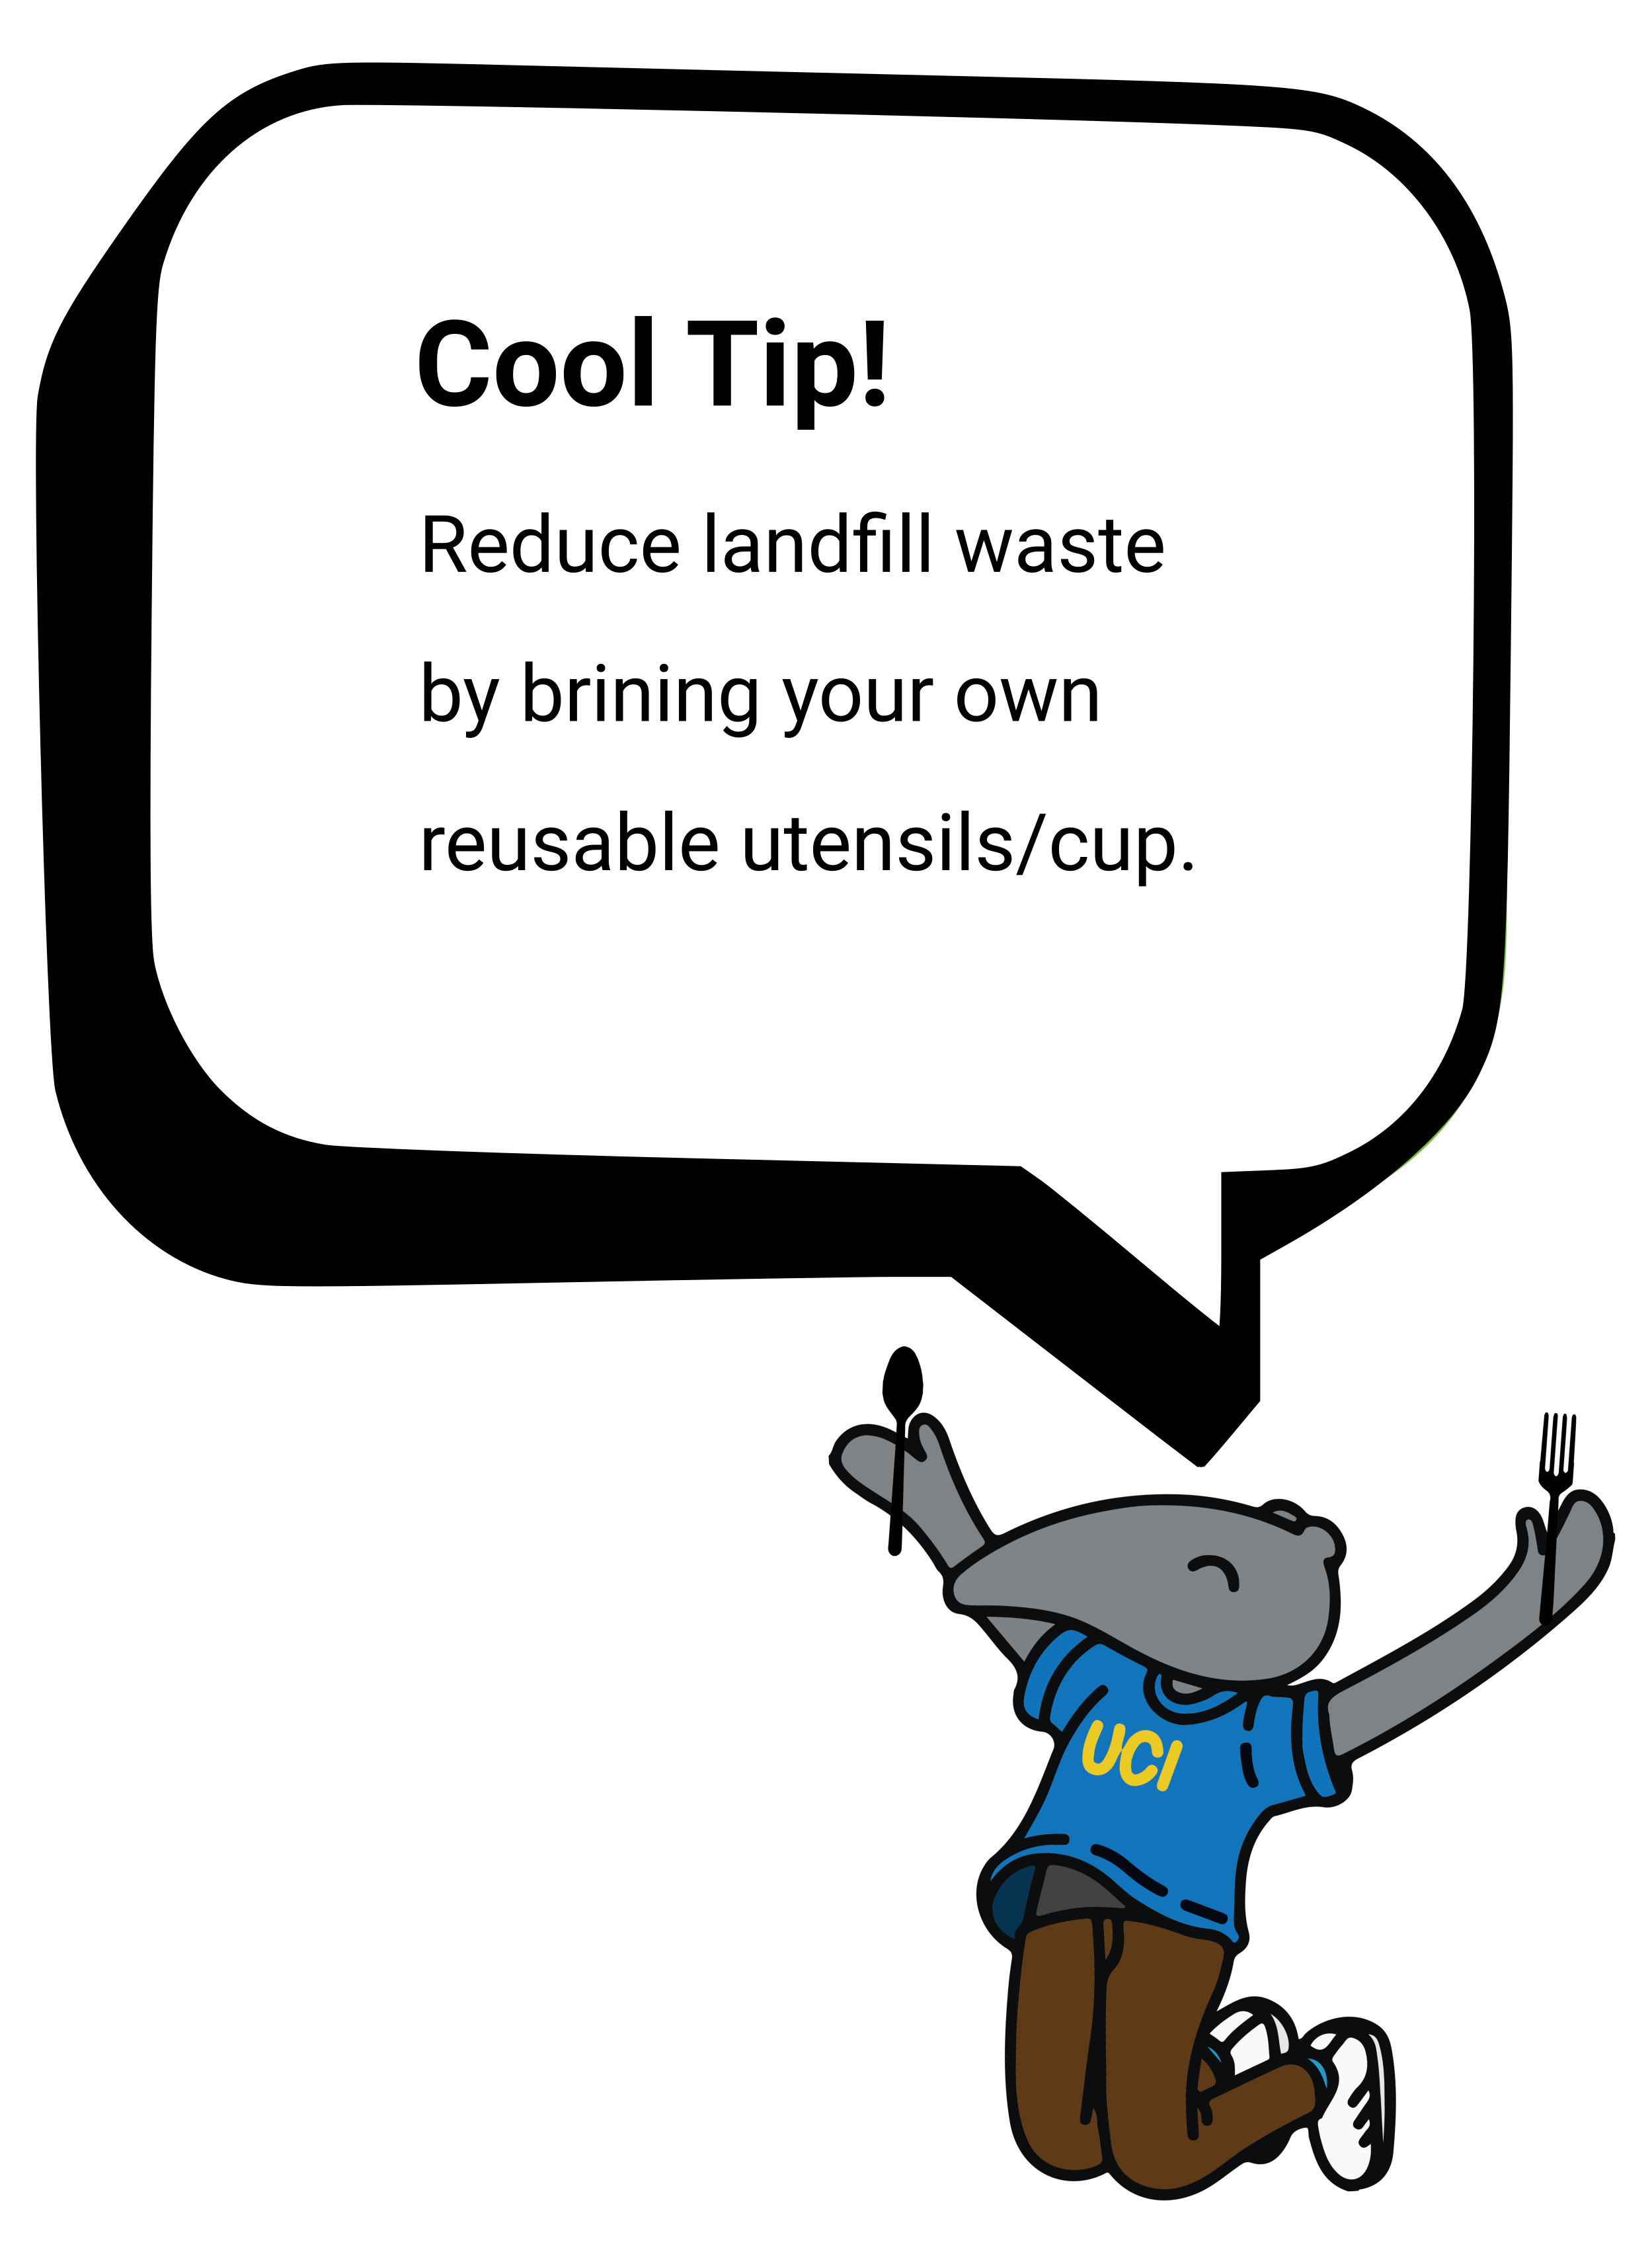 Cool Tip!
Reduce landfill waste
by brining your own
reusable utensils/cup.
UCI